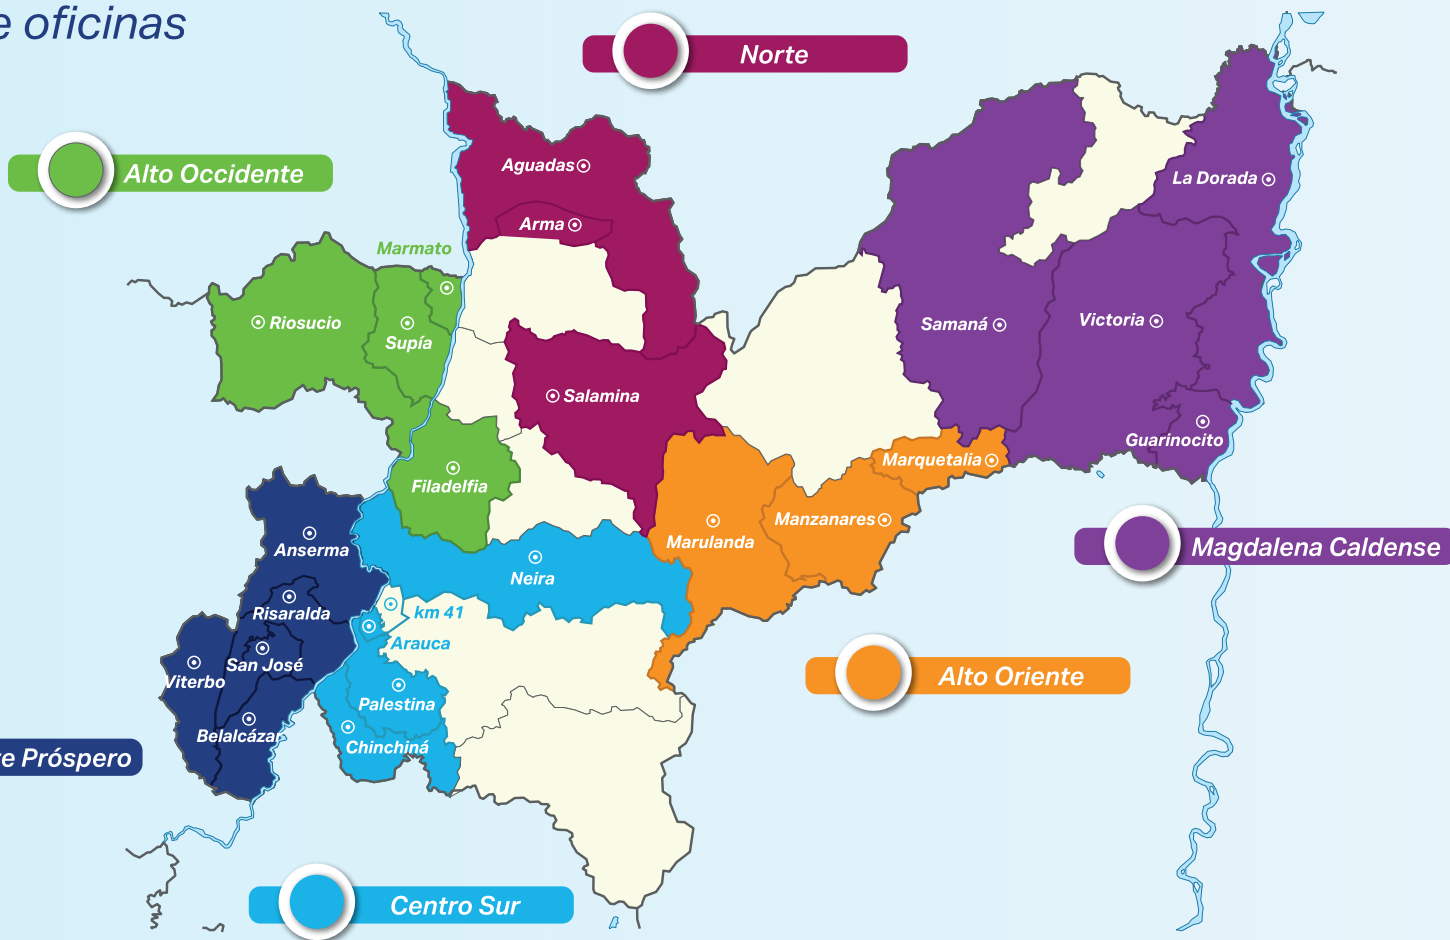 e oficinas
Norte
Alto Occidente
Aguadas
La Dorada
Arma
Marmato
Riosucio
Supía
Samaná
Victoria
Salamina
Guarinocito
Filadelfia
Marquetalia
Manzanares
Marulanda
Anserma
Magdalena Caldense
Neira
Risaralda
km 41
Arauca
San José
Viterbo
Palestina
Alto Oriente
Belalcázar
Chinchiná
e Próspero
Centro Sur